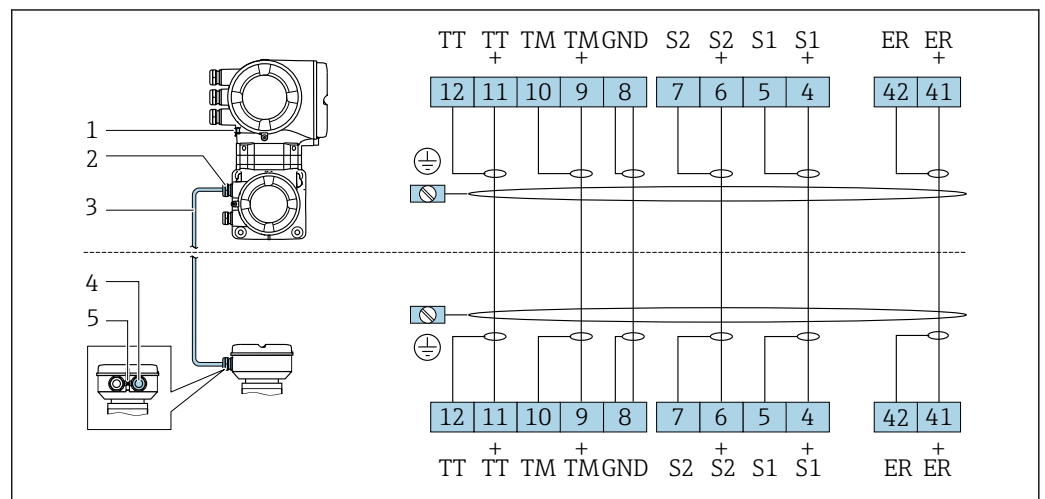 TT TT TM TM GND S2 S2 S1 S1 ER ER
+ + + + +
12 11 10 9 8 7 6 5 4 42 41
1
2
3
4
5
12 11 10 9 8 7 6 5 4 42 41
+ + + + +
TT TT TM TM GND S2 S2 S1 S1 ER ER